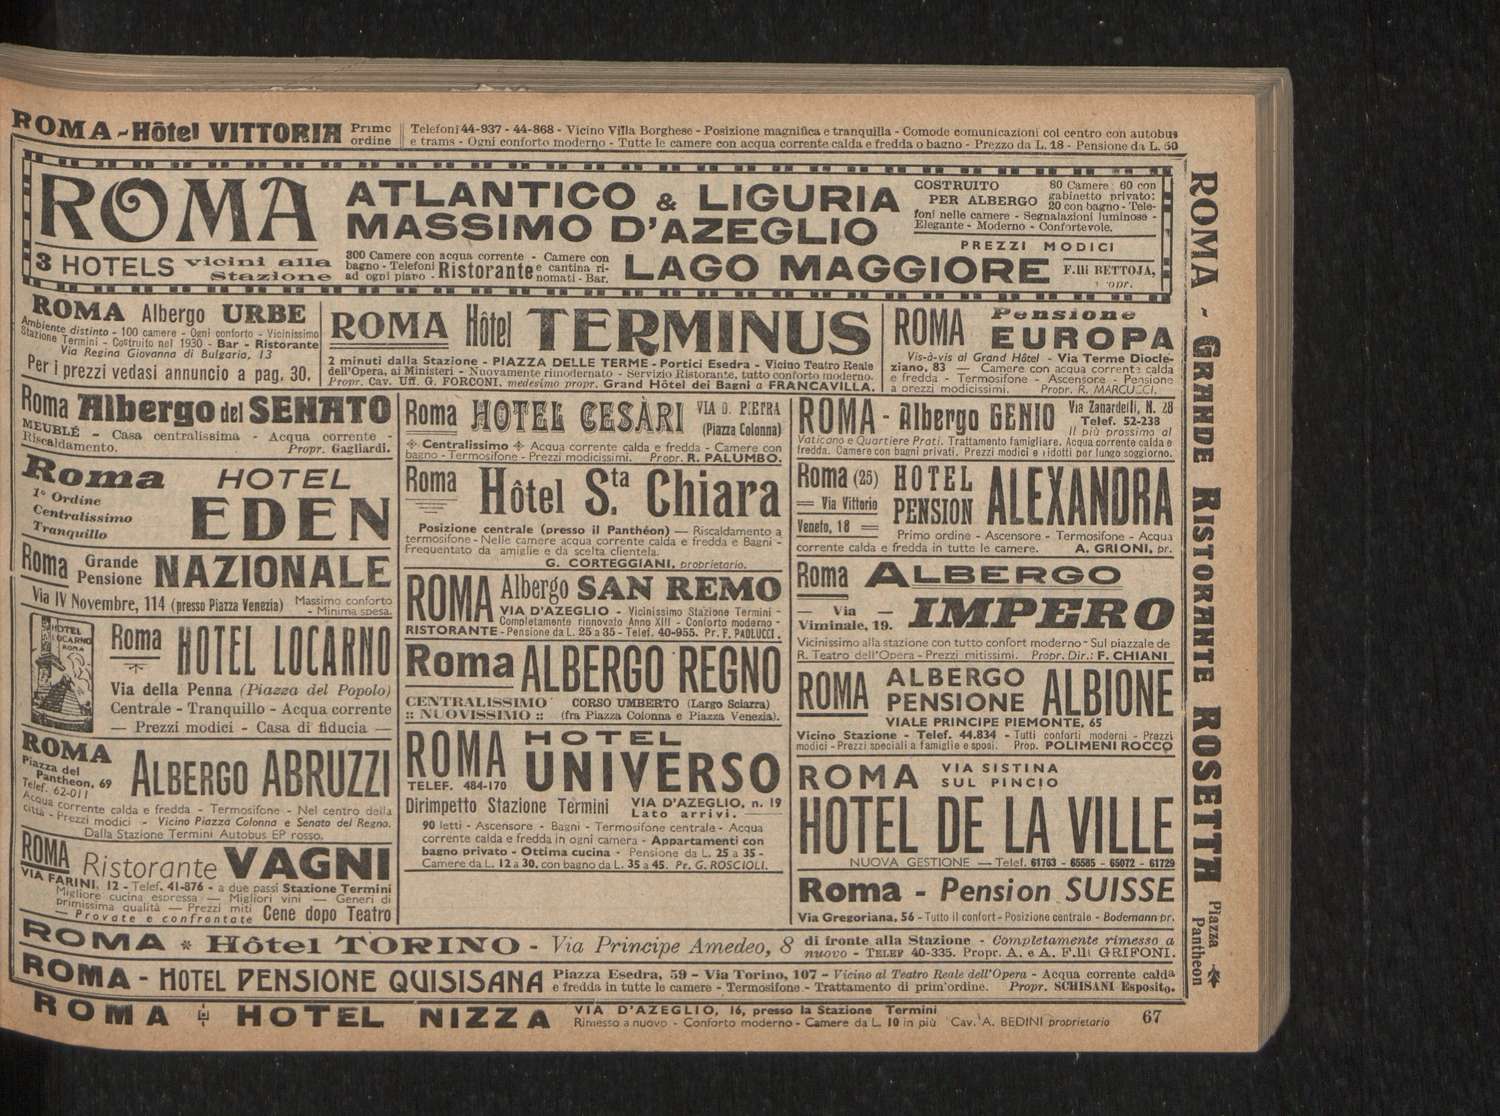 ROMA - Hôtel VITTORIA Primo ordine
Telefoni 44-937 - 44-868 - Vicino Villa Borghese - Posizione magnifica e tranquilla - Comode comunicazioni col centro con autobus
e trams - Ogni conforto moderno - Tutte le camere con acqua corrente calda e fredda o bagno - Prezzo da L. 18 - Pensione da L. 50
ROMA
3 HOTELS vicini alla Stazione
ATLANTICO & LIGURIA
MASSIMO D'AZEGLIO
300 Camere con acqua corrente - Camere con
bagno - Telefoni Ristorante e cantina ri-
ad ogni piano - nomati - Bar.
LAGO MAGGIORE
COSTRUITO
PER ALBERGO
80 Camere: 60 con
gabinetto privato:
20 con bagno - Tele-
foni nelle camere - Segnalazioni luminose -
Elegante - Moderno - Confortevole.
PREZZI MODICI
F.lli BETTOJA,
propr.
ROMA Albergo URBE
Ambiente distinto - 100 camere - Ogni conforto - Vicinissimo
Stazione Termini - Costruito nel 1930 - Bar - Ristorante
Via Regina Giovanna di Bulgaria, 13
Per i prezzi vedasi annuncio a pag. 30.
ROMA Hôtel TERMINUS
2 minuti dalla Stazione - PIAZZA DELLE TERME - Portici Esedra - Vicino Teatro Reale
dell'Opera, ai Ministeri - Nuovamente rimodernato - Servizio Ristorante, tutto conforto moderno.
Propr. Cav. Uff. G. FORCONI, medesimo propr. Grand Hôtel dei Bagni a FRANCAVILLA.
ROMA Pensione EUROPA
Vis-à-vis al Grand Hôtel - Via Terme Diocle-
ziano, 83 — Camere con acqua corrente calda
e fredda - Termosifone - Ascensore - Pensione
a prezzi modicissimi. Propr. R. MARCUCCI.
Roma Albergo del SENATO
MEUBLÉ - Casa centralissima - Acqua corrente -
Riscaldamento. Propr. Gagliardi.
Roma HOTEL
1° Ordine
Centralissimo
Tranquillo
EDEN
Roma Grande Pensione NAZIONALE
Via IV Novembre, 114 (presso Piazza Venezia) Massimo conforto
- Minima spesa.
HOTEL
LOCARNO
ROMA
Roma HOTEL LOCARNO
Via della Penna (Piazza del Popolo)
Centrale - Tranquillo - Acqua corrente
— Prezzi modici - Casa di fiducia —
ROMA
Piazza del
Pantheon, 69
Telef. 62-011
ALBERGO ABRUZZI
Acqua corrente calda e fredda - Termosifone - Nel centro della
città - Prezzi modici - Vicino Piazza Colonna e Senato del Regno.
Dalla Stazione Termini Autobus EP rosso.
ROMA Ristorante VAGNI
VIA FARINI, 12 - Telef. 41-876 - a due passi Stazione Termini
Migliore cucina espressa — Migliori vini — Generi di
primissima qualità — Prezzi miti
— Provate e confrontate Cene dopo Teatro
Roma HOTEL CESÀRI VIA D. PIETRA
(Piazza Colonna)
Centralissimo Acqua corrente calda e fredda - Camere con
bagno - Termosifone - Prezzi modicissimi. Propr. R. PALUMBO.
Roma Hôtel S.ta Chiara
Posizione centrale (presso il Panthéon) — Riscaldamento a
termosifone - Nelle camere acqua corrente calda e fredda e Bagni -
Frequentato da amiglie e da scelta clientela.
G. CORTEGGIANI, proprietario.
ROMA Albergo SAN REMO
VIA D'AZEGLIO - Vicinissimo Stazione Termini -
Completamente rinnovato Anno XIII - Conforto moderno -
RISTORANTE - Pensione da L. 25 a 35 - Telef. 40-955. Pr. F. PAOLUCCI.
Roma ALBERGO REGNO
CENTRALISSIMO CORSO UMBERTO (Largo Sciarra)
:: NUOVISSIMO :: (fra Piazza Colonna e Piazza Venezia).
ROMA HOTEL UNIVERSO
TELEF. 484-170
Dirimpetto Stazione Termini VIA D'AZEGLIO, n. 19
Lato arrivi.
90 letti - Ascensore - Bagni - Termosifone centrale - Acqua
corrente calda e fredda in ogni camera - Appartamenti con
bagno privato - Ottima cucina - Pensione da L. 25 a 35 -
Camere da L. 12 a 30, con bagno da L. 35 a 45. Pr. G. ROSCIOLI.
ROMA - Albergo GENIO Via Zanardelli, N. 28
Telef. 52-238
Il più prossimo al
Vaticano e Quartiere Prati. Trattamento famigliare. Acqua corrente calda e
fredda. Camere con bagni privati. Prezzi modici e ridotti per lungo soggiorno.
Roma (25)
Via Vittorio
Veneto, 18
HOTEL PENSION ALEXANDRA
Primo ordine - Ascensore - Termosifone - Acqua
corrente calda e fredda in tutte le camere. A. GRIONI, pr.
Roma ALBERGO
— Via —
Viminale, 19.
IMPERO
Vicinissimo alla stazione con tutto confort moderno - Sul piazzale de
R. Teatro dell'Opera - Prezzi mitissimi. Propr. Dir.: F. CHIANI
ROMA ALBERGO PENSIONE ALBIONE
VIALE PRINCIPE PIEMONTE, 65
Vicino Stazione - Telef. 44.834 - Tutti conforti moderni - Prezzi
modici - Prezzi speciali a famiglie e sposi. Prop. POLIMENI ROCCO
ROMA VIA SISTINA
SUL PINCIO
HOTEL DE LA VILLE
NUOVA GESTIONE — Telef. 61763 - 65585 - 65072 - 61729
Roma - Pension SUISSE
Via Gregoriana, 56 - Tutto il confort - Posizione centrale - Bodemann pr.
ROMA * Hôtel TORINO - Via Principe Amedeo, 8 di fronte alla Stazione - Completamente rimesso a
nuovo - TELEF 40-335. Propr. A. e A. F.lli GRIFONI.
ROMA - HOTEL PENSIONE QUISISANA Piazza Esedra, 59 - Via Torino, 107 - Vicino al Teatro Reale dell'Opera - Acqua corrente calda
e fredda in tutte le camere - Termosifone - Trattamento di prim'ordine. Propr. SCHISANI Esposito.
ROMA HOTEL NIZZA VIA D'AZEGLIO, 16, presso la Stazione Termini
Rimesso a nuovo - Conforto moderno - Camere da L. 10 in più Cav. A. BEDINI proprietario
67
ROMA - GRANDE RISTORANTE ROSETTA Piazza Pantheon